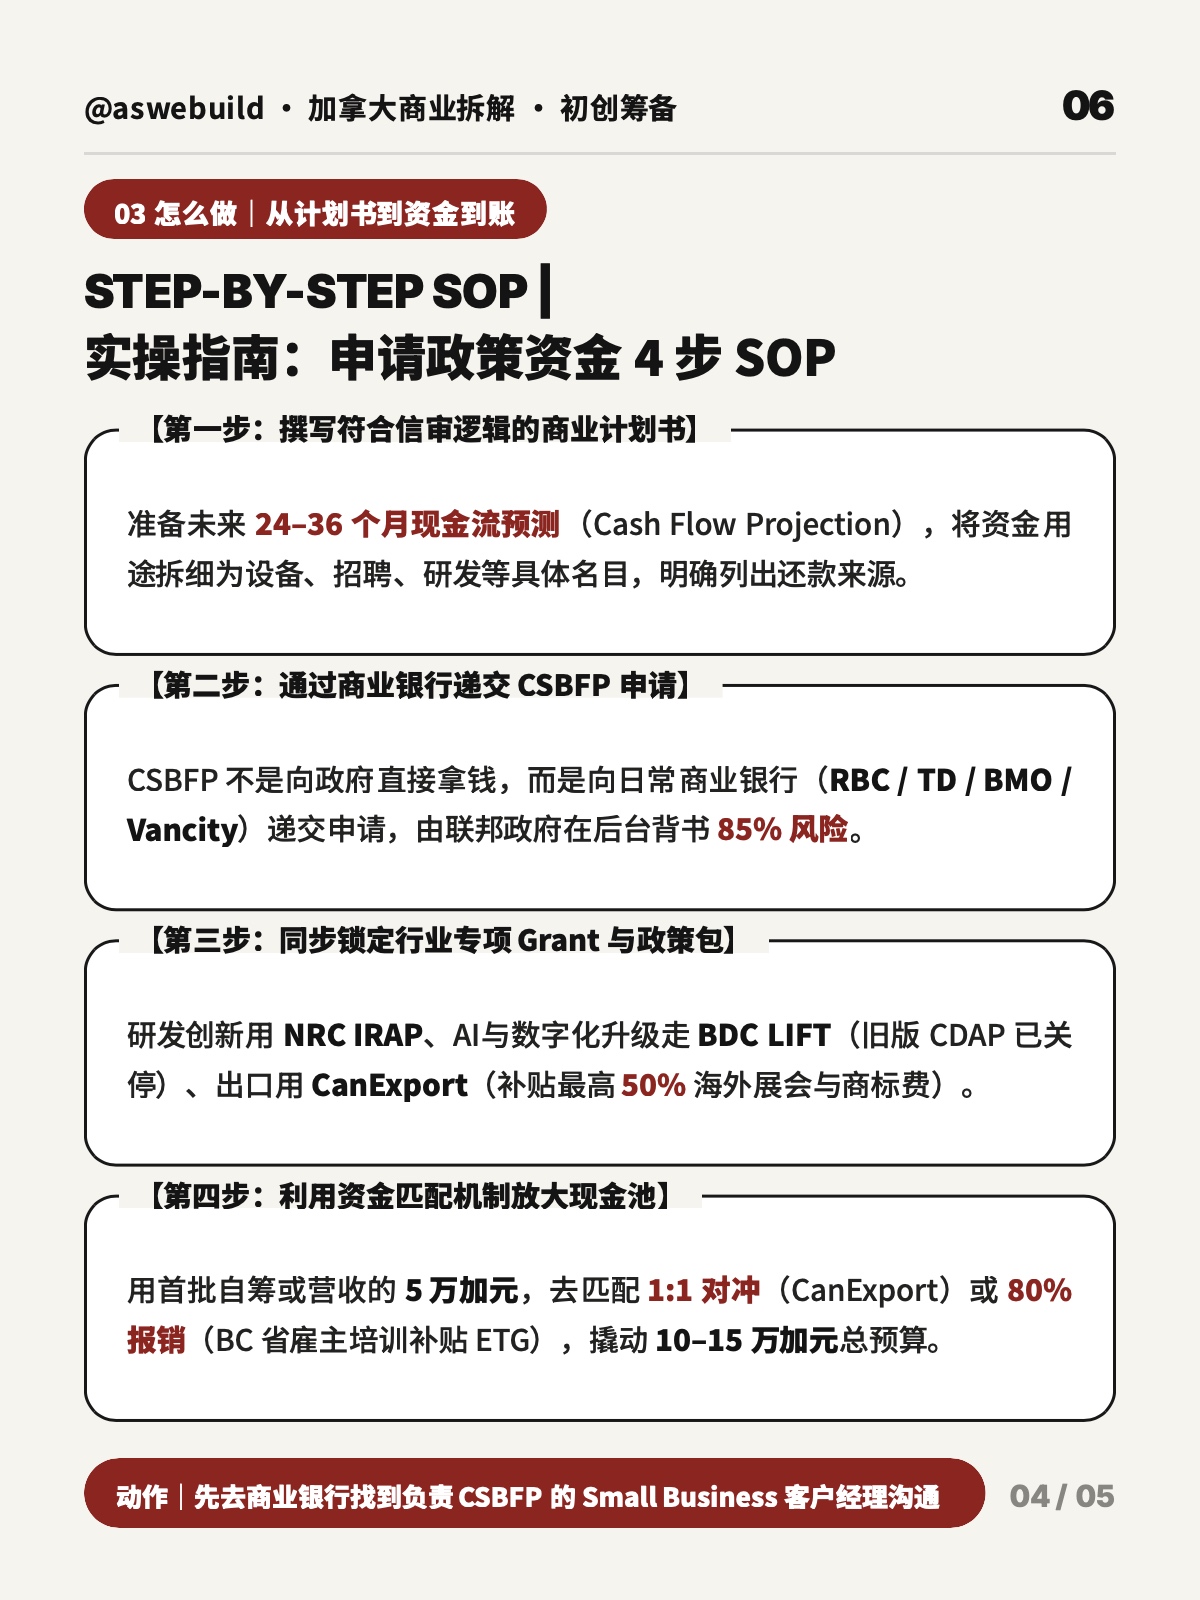 @aswebuild · 加拿大商业拆解 · 初创筹备
06
03 怎么做｜从计划书到资金到账
STEP-BY-STEP SOP |
实操指南：申请政策资金 4 步 SOP
【第一步：撰写符合信审逻辑的商业计划书】
准备未来 24–36 个月现金流预测（Cash Flow Projection），将资金用
途拆细为设备、招聘、研发等具体名目，明确列出还款来源。
【第二步：通过商业银行递交 CSBFP 申请】
CSBFP 不是向政府直接拿钱，而是向日常商业银行（RBC / TD / BMO /
Vancity）递交申请，由联邦政府在后台背书 85% 风险。
【第三步：同步锁定行业专项 Grant 与政策包】
研发创新用 NRC IRAP、AI与数字化升级走 BDC LIFT（旧版 CDAP 已关
停）、出口用 CanExport（补贴最高 50% 海外展会与商标费）。
【第四步：利用资金匹配机制放大现金池】
用首批自筹或营收的 5 万加元，去匹配 1:1 对冲（CanExport）或 80%
报销（BC 省雇主培训补贴 ETG），撬动 10–15 万加元总预算。
动作｜先去商业银行找到负责 CSBFP 的 Small Business 客户经理沟通
04 / 05